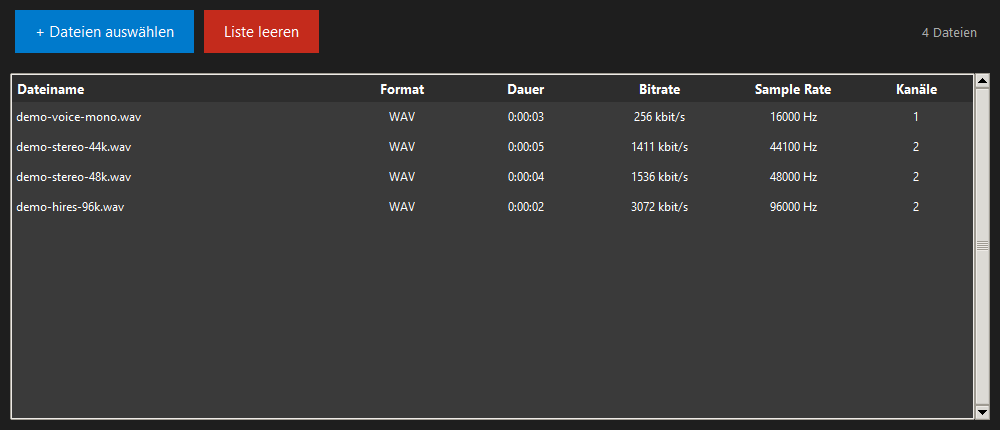 + Dateien auswählen Liste leeren 4 Dateien
Dateiname Format Dauer Bitrate Sample Rate Kanäle
demo-voice-mono.wav WAV 0:00:03 256 kbit/s 16000 Hz 1
demo-stereo-44k.wav WAV 0:00:05 1411 kbit/s 44100 Hz 2
demo-stereo-48k.wav WAV 0:00:04 1536 kbit/s 48000 Hz 2
demo-hires-96k.wav WAV 0:00:02 3072 kbit/s 96000 Hz 2